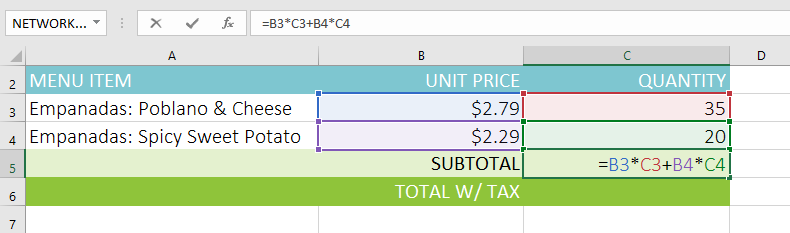 NETWORK... fx =B3*C3+B4*C4
A B C D
2 MENU ITEM UNIT PRICE QUANTITY
3 Empanadas: Poblano & Cheese $2.79 35
4 Empanadas: Spicy Sweet Potato $2.29 20
5 SUBTOTAL =B3*C3+B4*C4
6 TOTAL W/ TAX
7